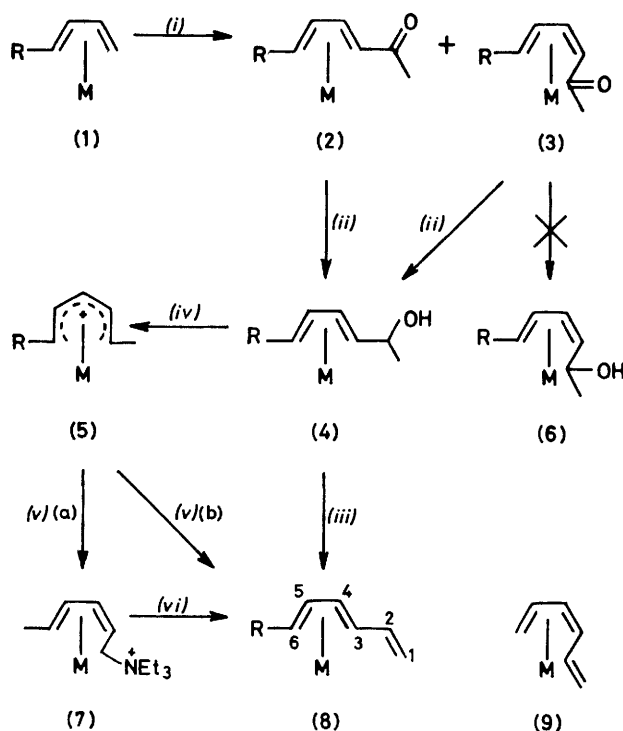 R M (i) R M O + R M O
(1) (2) (3)
(ii) (ii)
R + M (iv) R M OH R M OH
(5) (4) (6)
(v)(a) (v)(b) (iii)
M +NEt3 (vi) R 6 5 4 3 2 1 M M
(7) (8) (9)